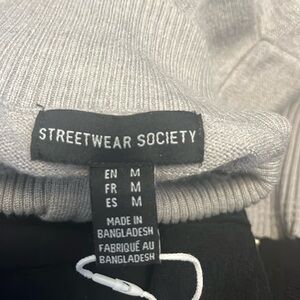 STREETWEAR SOCIETY
EN M
FR M
ES M
MADE IN
BANGLADESH
FABRIQUÉ AU
BANGLADESH